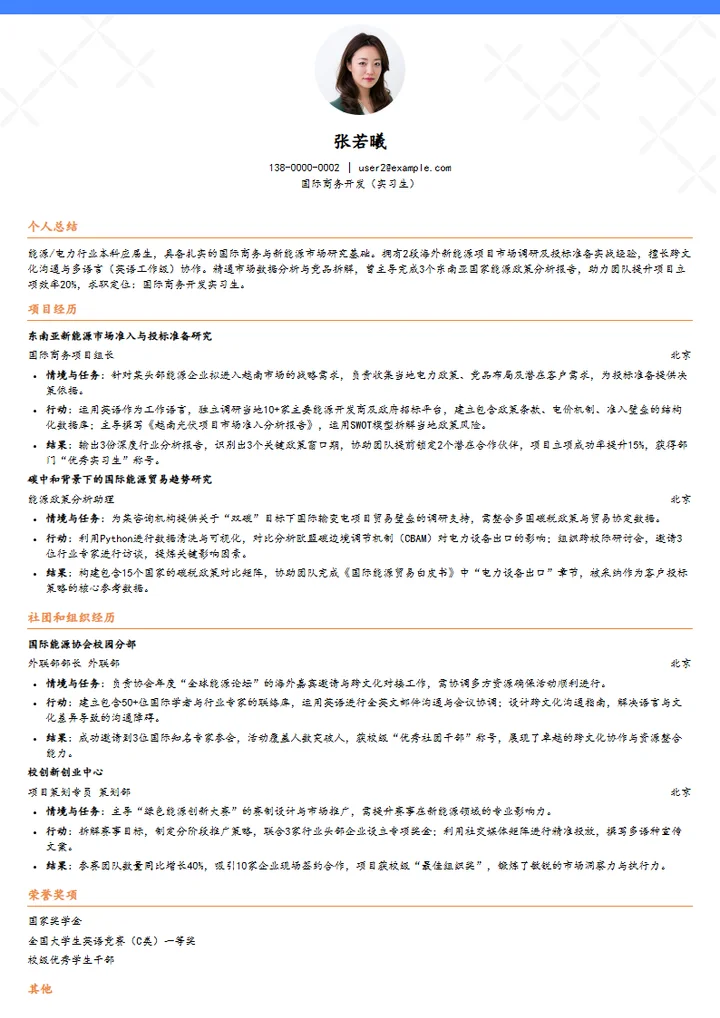 张若曦
138-0000-0002 | user2@example.com
国际商务开发（实习生）
个人总结
能源/电力行业本科应届生，具备扎实的国际商务与新能源市场研究基础。拥有2段海外新能源项目市场调研及投标准备实战经验，擅长跨文
化沟通与多语言（英语工作级）协作。精通市场数据分析与竞品拆解，曾主导完成3个东南亚国家能源政策分析报告，助力团队提升项目立
项效率20%，求职定位：国际商务开发实习生。
项目经历
东南亚新能源市场准入与投标准备研究
国际商务项目组长 北京
• 情境与任务：针对某头部能源企业拟进入越南市场的战略需求，负责收集当地电力政策、竞品布局及潜在客户需求，为投标准备提供决
策依据。
• 行动：运用英语作为工作语言，独立调研当地10+家主要能源开发商及政府招标平台，建立包含政策条款、电价机制、准入壁垒的结构
化数据库；主导撰写《越南光伏项目市场准入分析报告》，运用SWOT模型拆解当地政策风险。
• 结果：输出3份深度行业分析报告，识别出3个关键政策窗口期，协助团队提前锁定2个潜在合作伙伴，项目立项成功率提升15%，获得部
门“优秀实习生”称号。
碳中和背景下的国际能源贸易趋势研究
能源政策分析助理 北京
• 情境与任务：为某咨询机构提供关于“双碳”目标下国际输变电项目贸易壁垒的调研支持，需整合多国碳税政策与贸易协定数据。
• 行动：利用Python进行数据清洗与可视化，对比分析欧盟碳边境调节机制（CBAM）对电力设备出口的影响；组织跨校际研讨会，邀请3
位行业专家进行访谈，提炼关键影响因素。
• 结果：构建包含15个国家的碳税政策对比矩阵，协助团队完成《国际能源贸易白皮书》中“电力设备出口”章节，被采纳作为客户投标
策略的核心参考数据。
社团和组织经历
国际能源协会校园分部
外联部部长 外联部 北京
• 情境与任务：负责协会年度“全球能源论坛”的海外嘉宾邀请与跨文化对接工作，需协调多方资源确保活动顺利进行。
• 行动：建立包含50+位国际学者与行业专家的联络库，运用英语进行全英文邮件沟通与会议协调；设计跨文化沟通指南，解决语言与文
化差异导致的沟通障碍。
• 结果：成功邀请到3位国际知名专家参会，活动覆盖人数突破人，获校级“优秀社团干部”称号，展现了卓越的跨文化协作与资源整合
能力。
校创新创业中心
项目策划专员 策划部 北京
• 情境与任务：主导“绿色能源创新大赛”的赛制设计与市场推广，需提升赛事在新能源领域的专业影响力。
• 行动：拆解赛事目标，制定分阶段推广策略，联合3家行业头部企业设立专项奖金；利用社交媒体矩阵进行精准投放，撰写多语种宣传
文案。
• 结果：参赛团队数量同比增长40%，吸引10家企业现场签约合作，项目获校级“最佳组织奖”，锻炼了敏锐的市场洞察力与执行力。
荣誉奖项
国家奖学金
全国大学生英语竞赛（C类）一等奖
校级优秀学生干部
其他